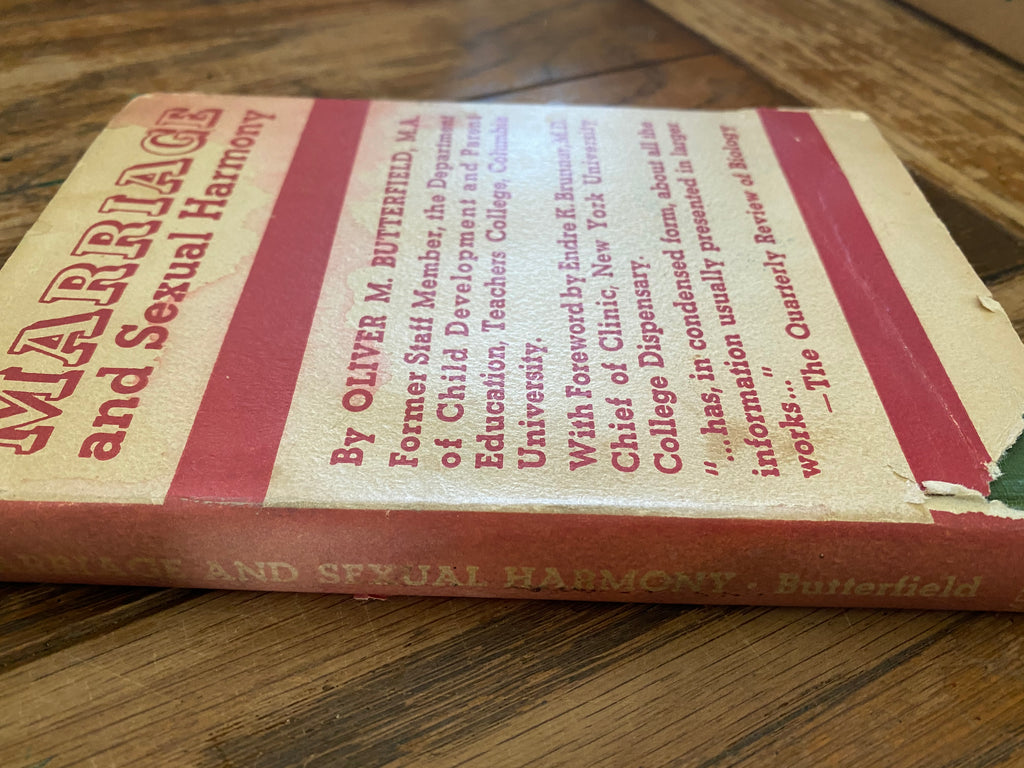 MARRIAGE
and Sexual Harmony
By OLIVER M. BUTTERFIELD, M.A.
Former Staff Member, the Department
of Child Development and Parent
Education, Teachers College, Columbia
University.
With Foreword by Endre K. Brunner, M.D.
Chief of Clinic, New York University
College Dispensary.
"...has, in condensed form, about all the
information usually presented in larger
works..."
—The Quarterly Review of Biology
MARRIAGE AND SEXUAL HARMONY · Butterfield